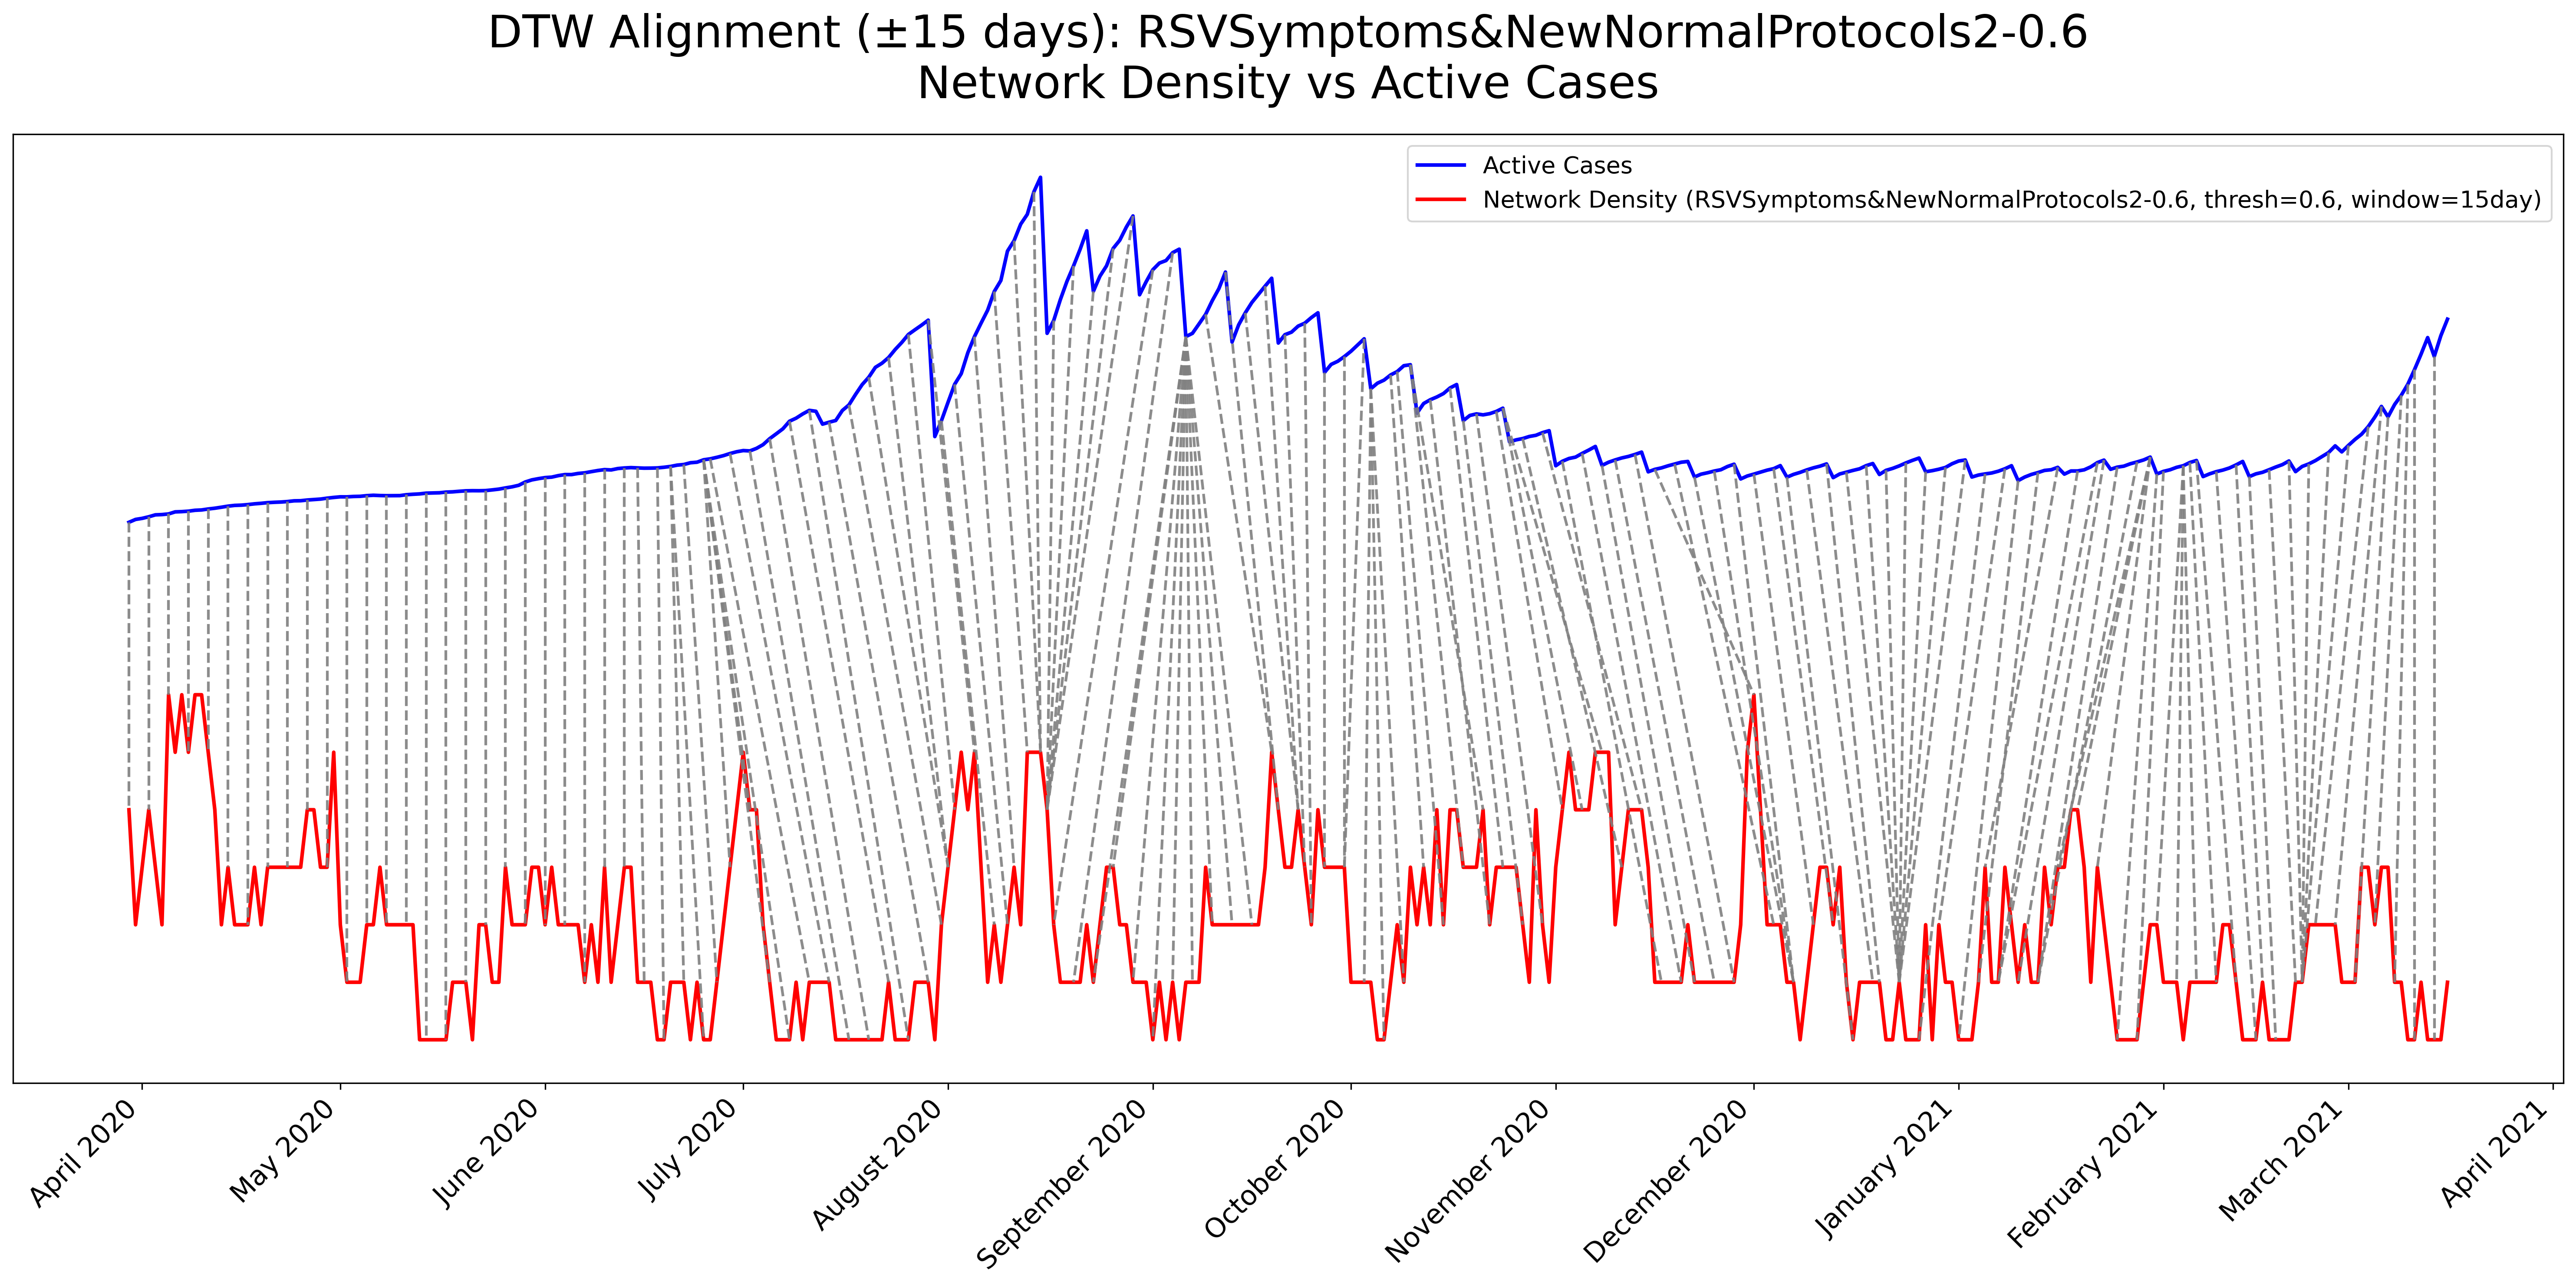 DTW Alignment (±15 days): RSVSymptoms&NewNormalProtocols2-0.6
Network Density vs Active Cases
Active Cases
Network Density (RSVSymptoms&NewNormalProtocols2-0.6, thresh=0.6, window=15day)
April 2020
May 2020
June 2020
July 2020
August 2020
September 2020
October 2020
November 2020
December 2020
January 2021
February 2021
March 2021
April 2021